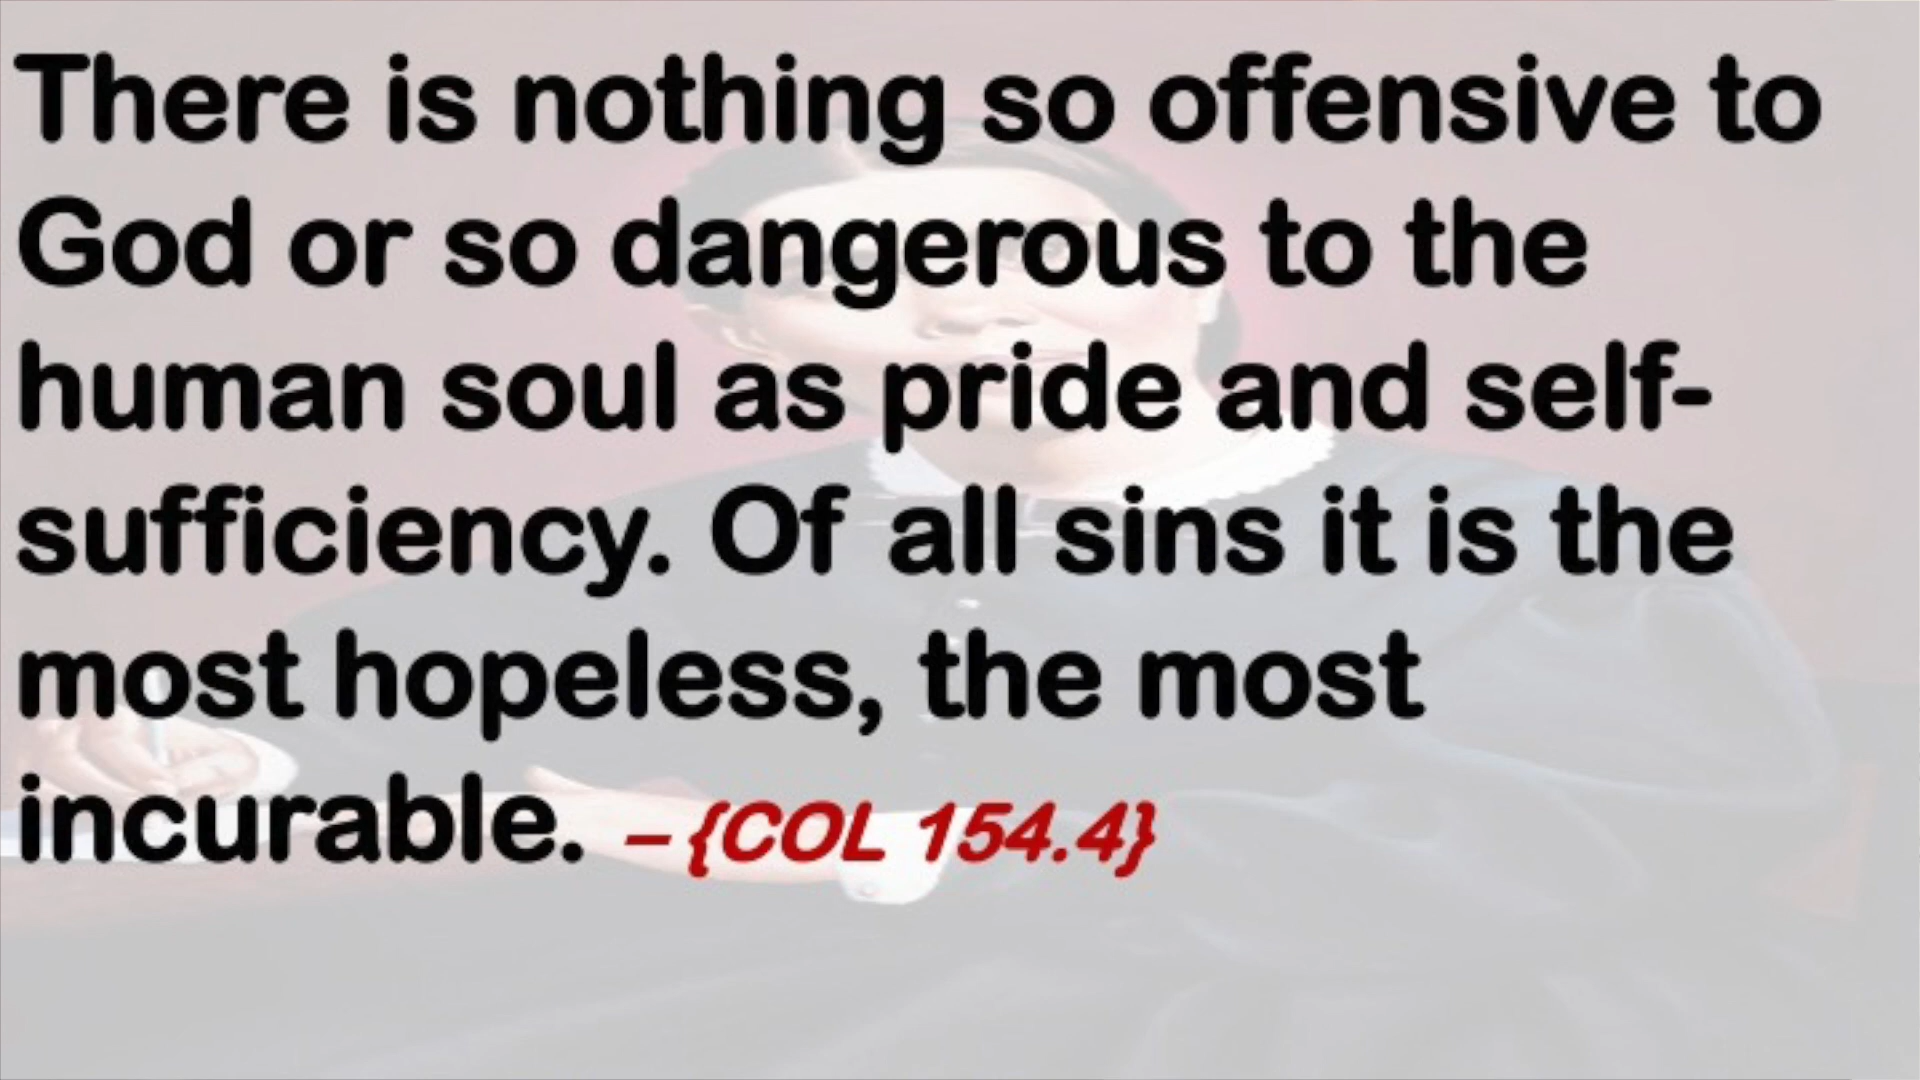 There is nothing so offensive to
God or so dangerous to the
human soul as pride and self-
sufficiency. Of all sins it is the
most hopeless, the most
incurable. – {COL 154.4}